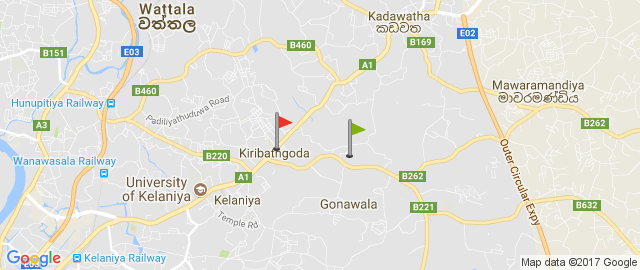 Wattala
වත්තල
Kadawatha
කඩවත
E02
B151
E03
B460
B169
A1
Mawaramandiya
මාවරමණ්ඩිය
B460
Hunupitiya Railway
Padiliyathuduwa Road
A3
B262
Wanawasala Railway
B220
Kiribathgoda
University
of Kelaniya
A1
Kelaniya
B262
Outer Circular Expy
Gonawala
B221
B632
Temple Rd
Kelaniya Railway
Google
E03
Map data ©2017 Google